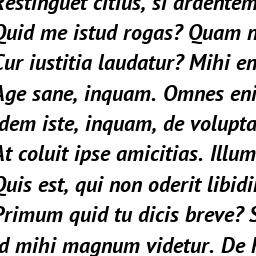 Restinguet citius, si ardentem
Quid me istud rogas? Quam n
Cur iustitia laudatur? Mihi en
Age sane, inquam. Omnes eni
dem iste, inquam, de volupta
At coluit ipse amicitias. Illum
Quis est, qui non oderit libidi
Primum quid tu dicis breve? S
d mihi magnum videtur. De h